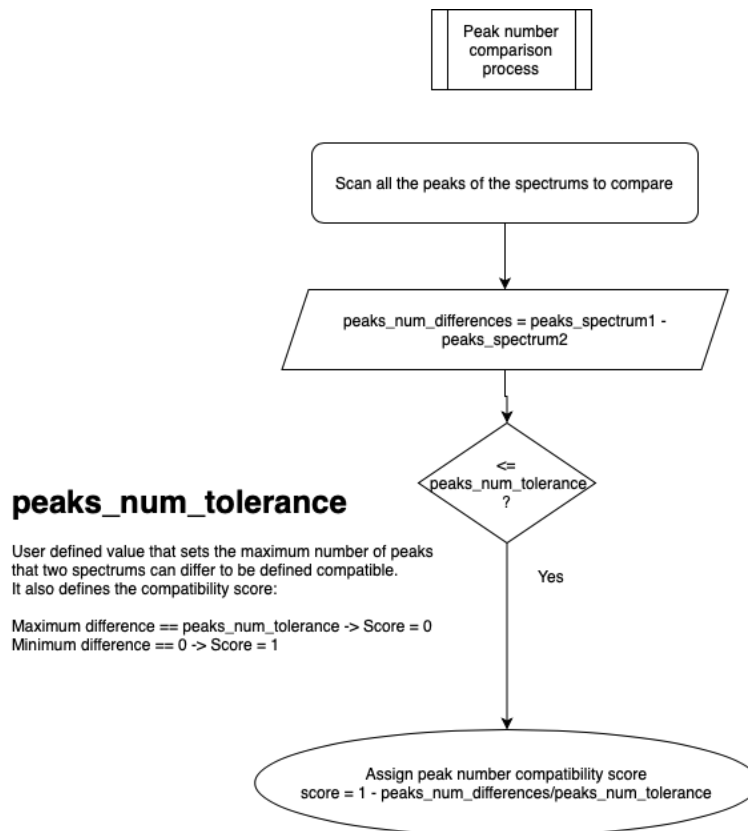 Peak number
comparison
process
Scan all the peaks of the spectrums to compare
peaks_num_differences = peaks_spectrum1 -
peaks_spectrum2
<=
peaks_num_tolerance
?
peaks_num_tolerance
User defined value that sets the maximum number of peaks
that two spectrums can differ to be defined compatible.
It also defines the compatibility score:
Maximum difference == peaks_num_tolerance -> Score = 0
Minimum difference == 0 -> Score = 1
Yes
Assign peak number compatibility score
score = 1 - peaks_num_differences/peaks_num_tolerance